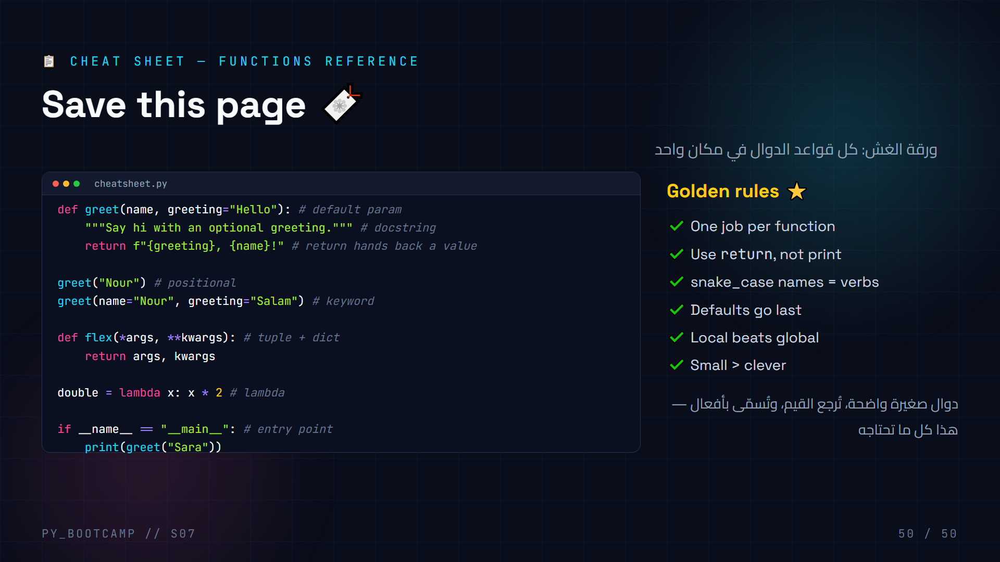 📋 CHEAT SHEET — FUNCTIONS REFERENCE
Save this page 🔖
ورقة الغش: كل قواعد الدوال في مكان واحد
cheatsheet.py
def greet(name, greeting="Hello"): # default param
    """Say hi with an optional greeting.""" # docstring
    return f"{greeting}, {name}!" # return hands back a value
greet("Nour") # positional
greet(name="Nour", greeting="Salam") # keyword
def flex(*args, **kwargs): # tuple + dict
    return args, kwargs
double = lambda x: x * 2 # lambda
if __name__ == "__main__": # entry point
    print(greet("Sara"))
Golden rules ⭐
✔ One job per function
✔ Use return, not print
✔ snake_case names = verbs
✔ Defaults go last
✔ Local beats global
✔ Small > clever
دوال صغيرة واضحة، تُرجع القيم، وتُسمّى بأفعال —
هذا كل ما تحتاجه
PY_BOOTCAMP // S07
50 / 50